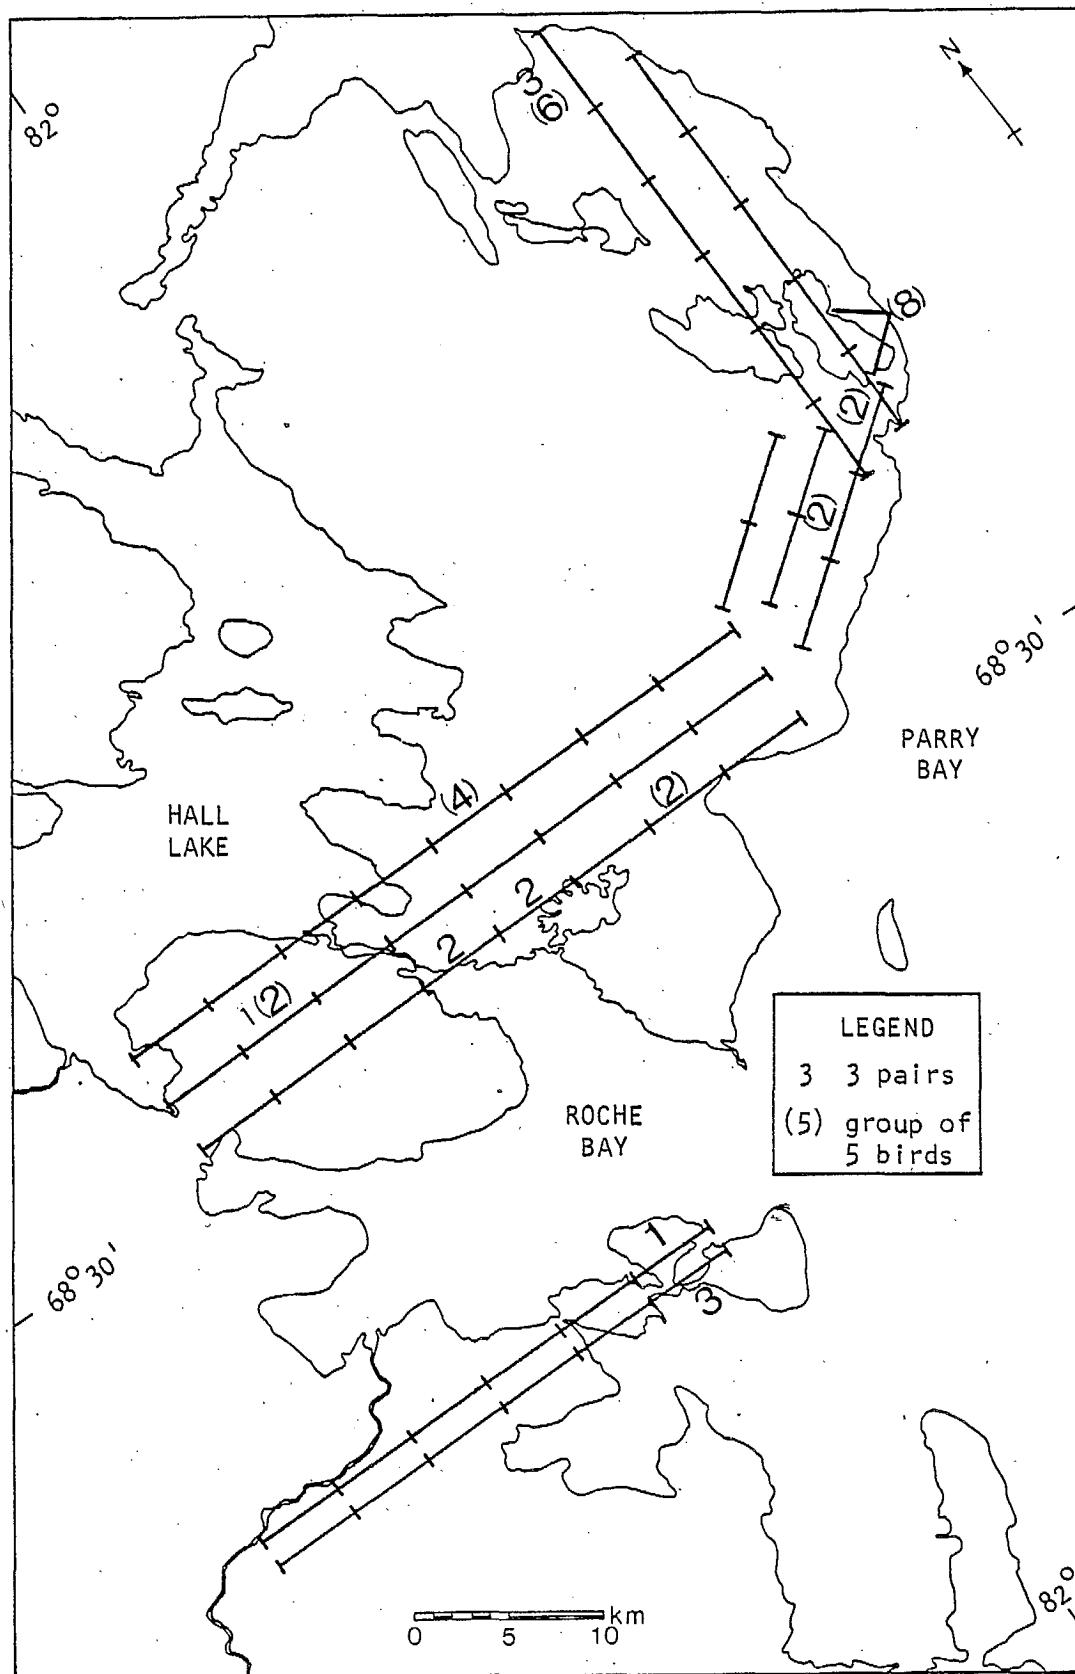 N
82°
3
(6)
(8)
(2)
(2)
68° 30'
PARRY
BAY
HALL
LAKE
(4)
(2)
2
2
1(2)
LEGEND
3 3 pairs
(5) group of
5 birds
ROCHE
BAY
1
3
68° 30'
82°
km
0 5 10